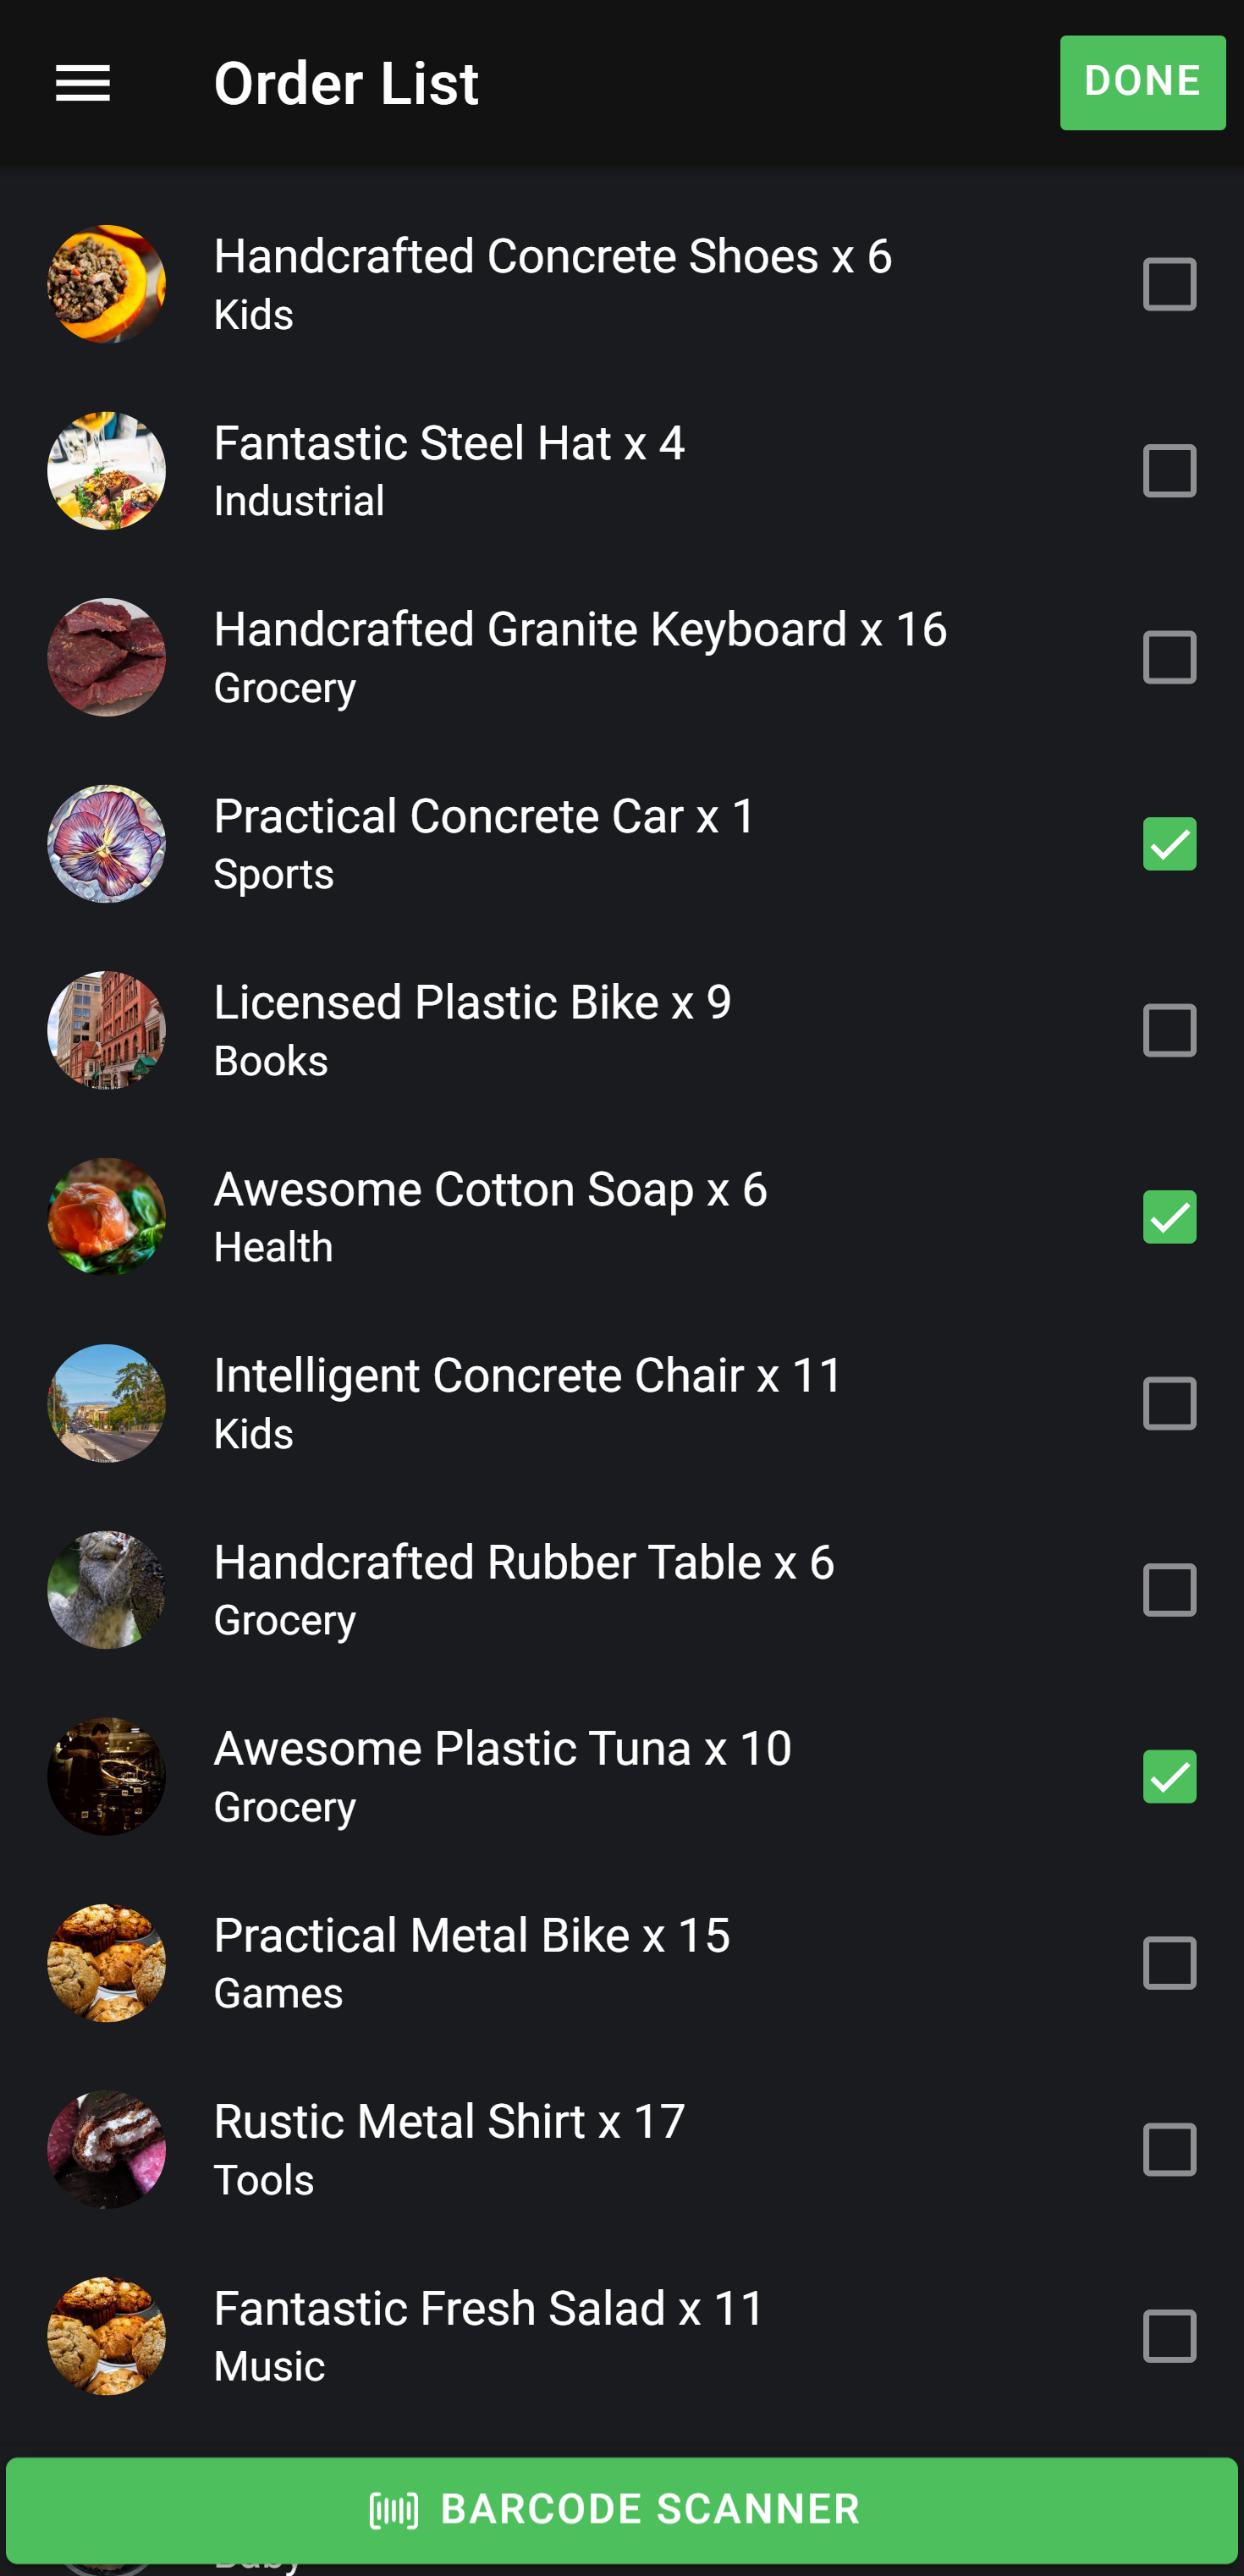 Order List
DONE
Handcrafted Concrete Shoes x 6
Kids
Fantastic Steel Hat x 4
Industrial
Handcrafted Granite Keyboard x 16
Grocery
Practical Concrete Car x 1
Sports
Licensed Plastic Bike x 9
Books
Awesome Cotton Soap x 6
Health
Intelligent Concrete Chair x 11
Kids
Handcrafted Rubber Table x 6
Grocery
Awesome Plastic Tuna x 10
Grocery
Practical Metal Bike x 15
Games
Rustic Metal Shirt x 17
Tools
Fantastic Fresh Salad x 11
Music
BARCODE SCANNER
Baby